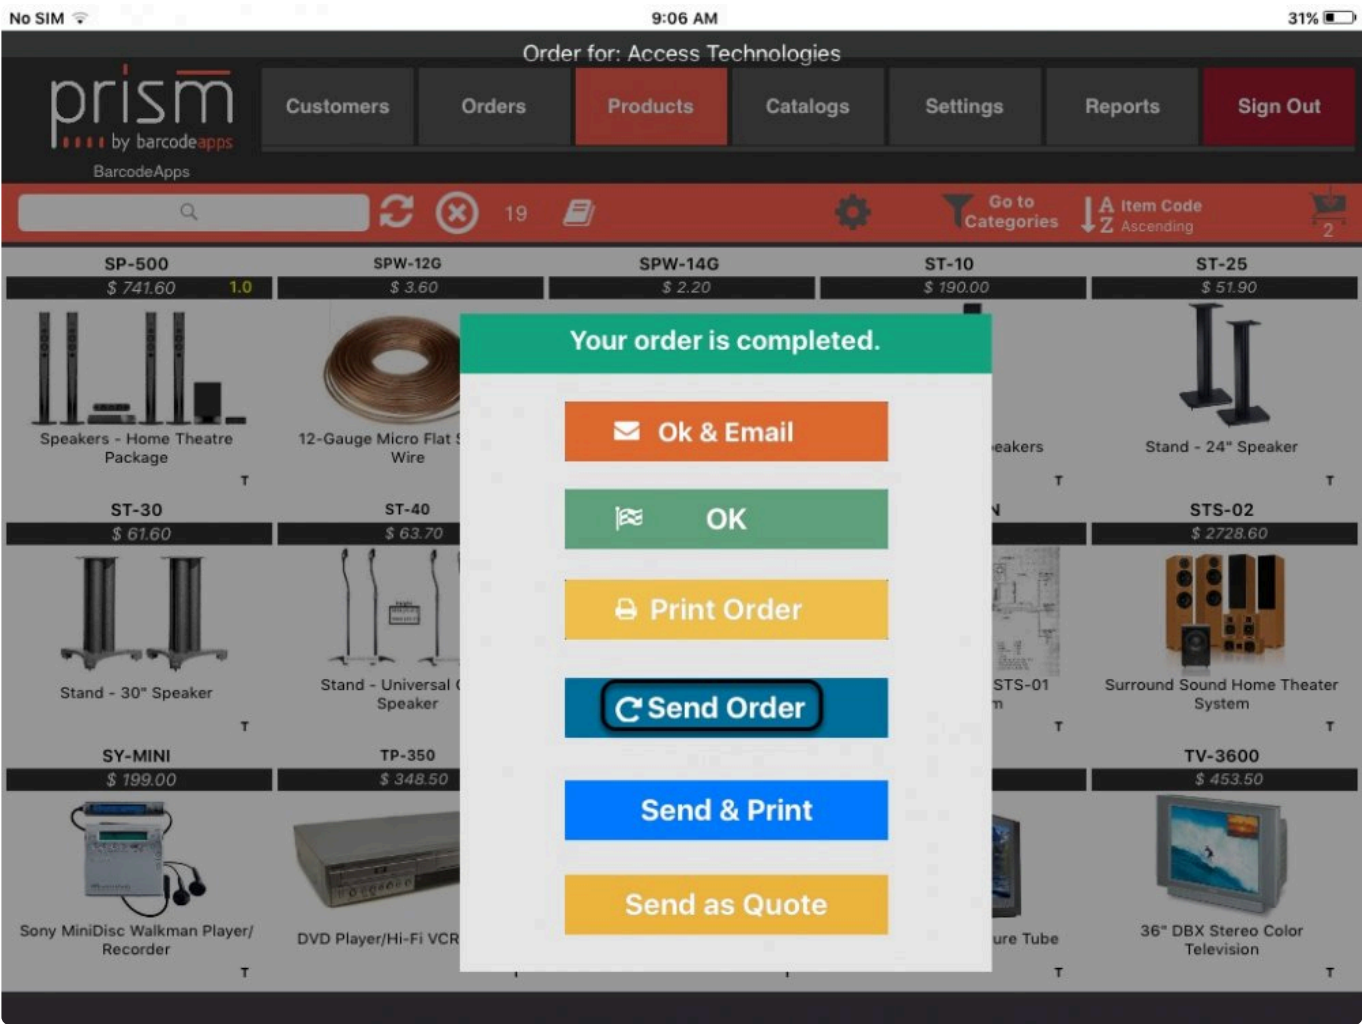 No SIM
9:06 AM
31%
Order for: Access Technologies
prism
by barcodeapps
BarcodeApps
Customers
Orders
Products
Catalogs
Settings
Reports
Sign Out
19
Go to
Categories
A
Z
Item Code
Ascending
2
SP-500
$ 741.60
1.0
Speakers - Home Theatre
Package
T
SPW-12G
$ 3.60
12-Gauge Micro Flat S
Wire
SPW-14G
$ 2.20
ST-10
$ 190.00
eakers
T
ST-25
$ 51.90
Stand - 24" Speaker
T
Your order is completed.
Ok & Email
OK
Print Order
Send Order
Send & Print
Send as Quote
ST-30
$ 61.60
Stand - 30" Speaker
T
ST-40
$ 63.70
Stand - Universal
Speaker
STS-01
T
STS-02
$ 2728.60
Surround Sound Home Theater
System
T
SY-MINI
$ 199.00
Sony MiniDisc Walkman Player/
Recorder
T
TP-350
$ 348.50
DVD Player/Hi-Fi VCR
ure Tube
T
TV-3600
$ 453.50
36" DBX Stereo Color
Television
T